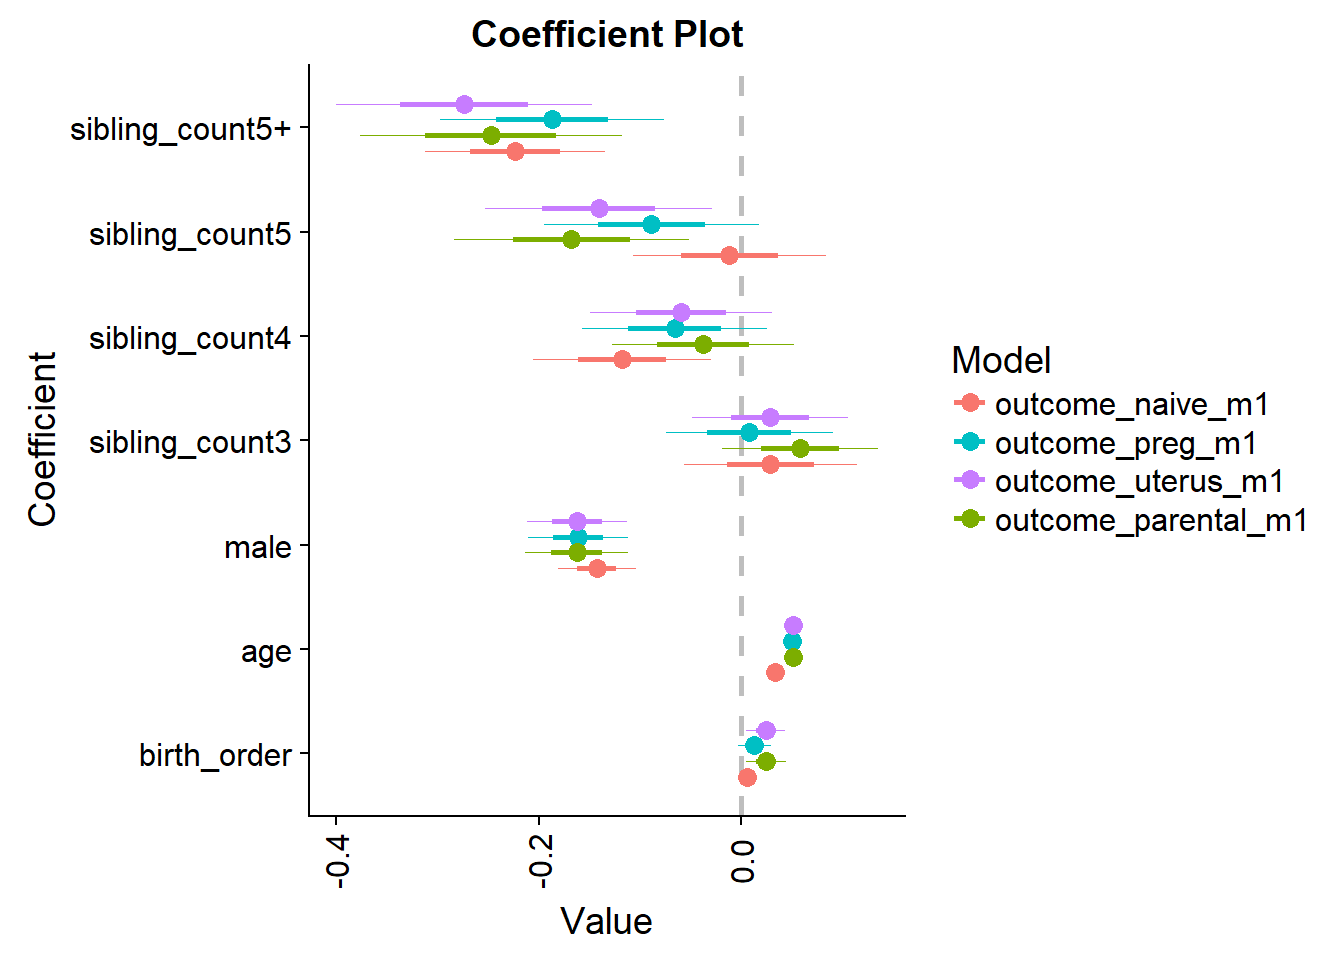 Coefficient Plot
Coefficient
sibling_count5+
sibling_count5
sibling_count4
sibling_count3
male
age
birth_order
-0.4
-0.2
0.0
Value
Model
outcome_naive_m1
outcome_preg_m1
outcome_uterus_m1
outcome_parental_m1